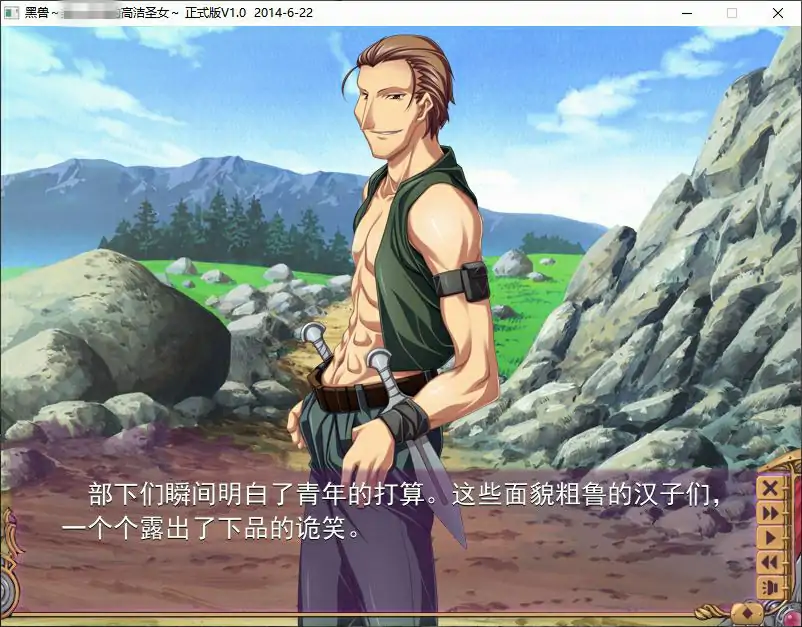 黑兽~的高洁圣女~ 正式版V1.0 2014-6-22
部下们瞬间明白了青年的打算。这些面貌粗鲁的汉子们，
一个个露出了下品的诡笑。